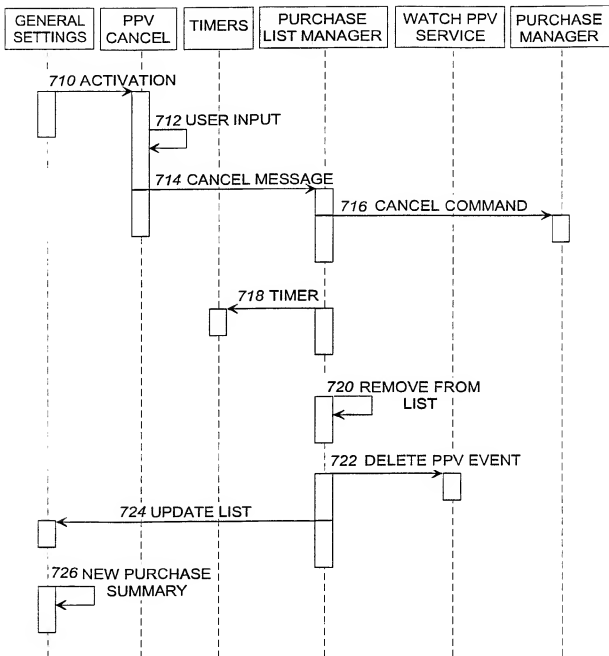 GENERAL SETTINGS
PPV CANCEL
TIMERS
PURCHASE LIST MANAGER
WATCH PPV SERVICE
PURCHASE MANAGER
710 ACTIVATION
712 USER INPUT
714 CANCEL MESSAGE
716 CANCEL COMMAND
718 TIMER
720 REMOVE FROM
LIST
722 DELETE PPV EVENT
724 UPDATE LIST
726 NEW PURCHASE
SUMMARY